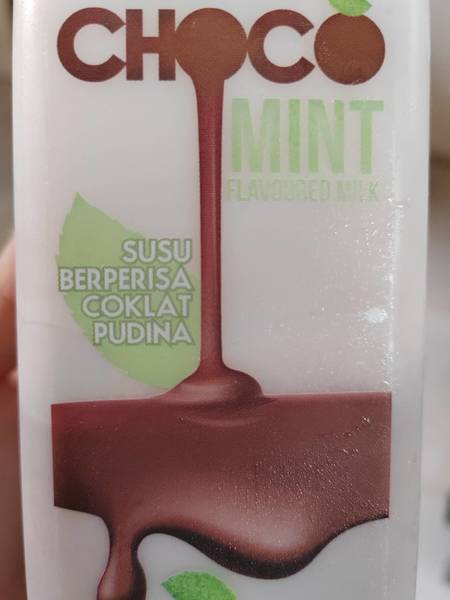 CHOCO
MINT
FLAVOURED MILK
SUSU
BERPERISA
COKLAT
PUDINA